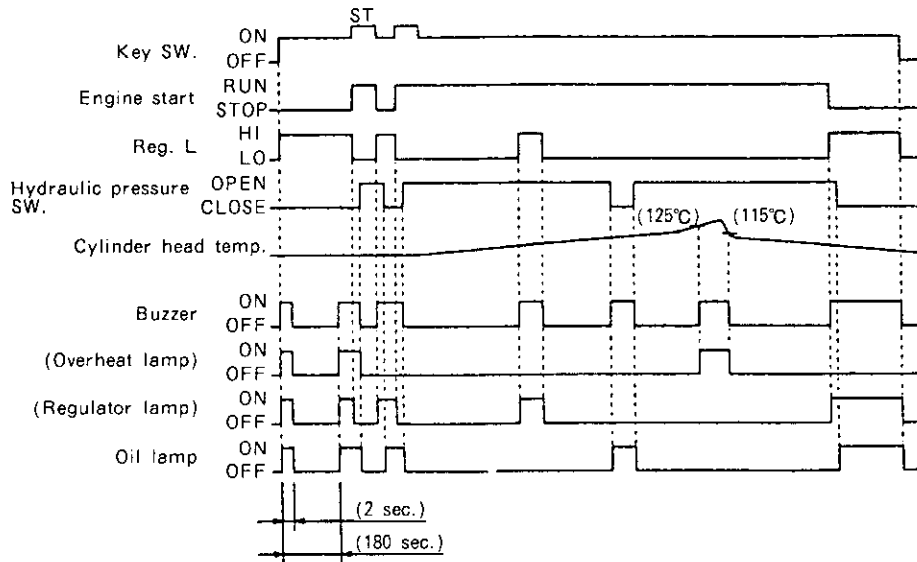 ST
ON
Key SW.
OFF
RUN
Engine start
STOP
HI
Reg. L
LO
Hydraulic pressure
SW.
OPEN
CLOSE
(125°C)
(115°C)
Cylinder head temp.
ON
Buzzer
OFF
ON
(Overheat lamp)
OFF
ON
(Regulator lamp)
OFF
ON
Oil lamp
OFF
(2 sec.)
(180 sec.)